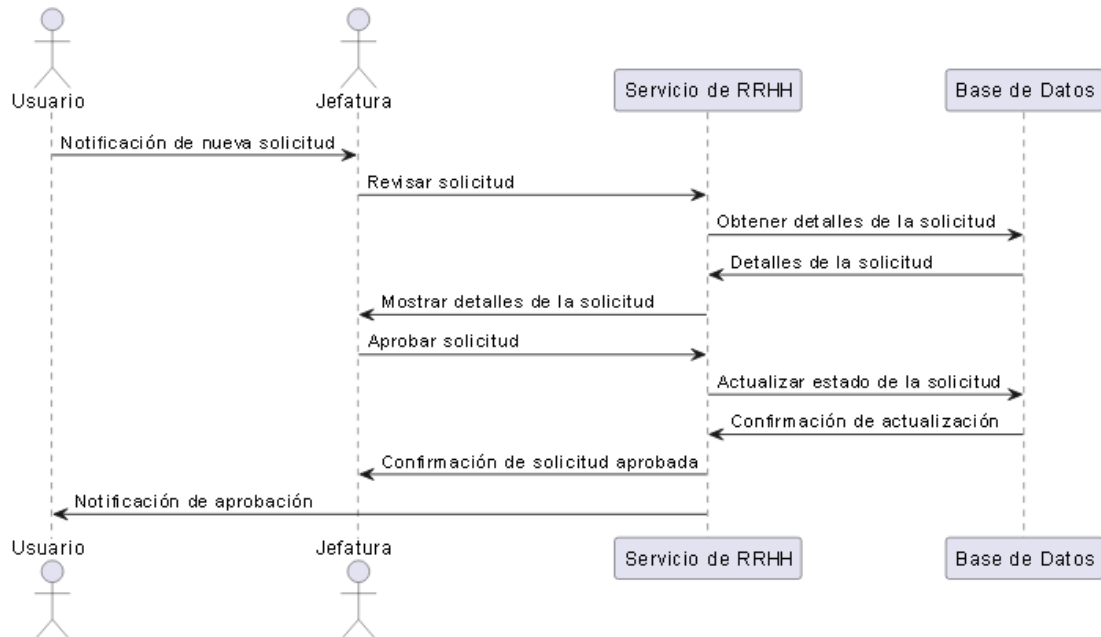 Usuario
Jefatura
Servicio de RRHH
Base de Datos
Notificación de nueva solicitud
Revisar solicitud
Obtener detalles de la solicitud
Detalles de la solicitud
Mostrar detalles de la solicitud
Aprobar solicitud
Actualizar estado de la solicitud
Confirmación de actualización
Confirmación de solicitud aprobada
Notificación de aprobación
Usuario
Jefatura
Servicio de RRHH
Base de Datos